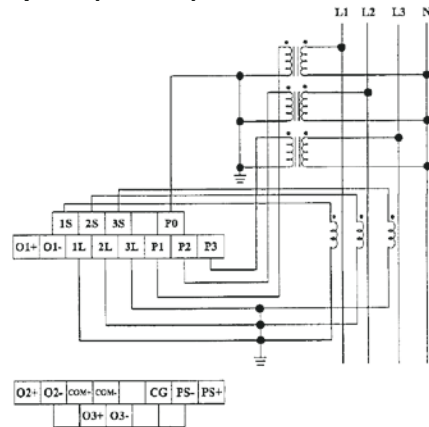 L1 L2 L3 N
1S 2S 3S P0
O1+ O1- 1L 2L 3L P1 P2 P3
O2+ O2- COM+ COM- CG PS- PS+
O3+ O3-